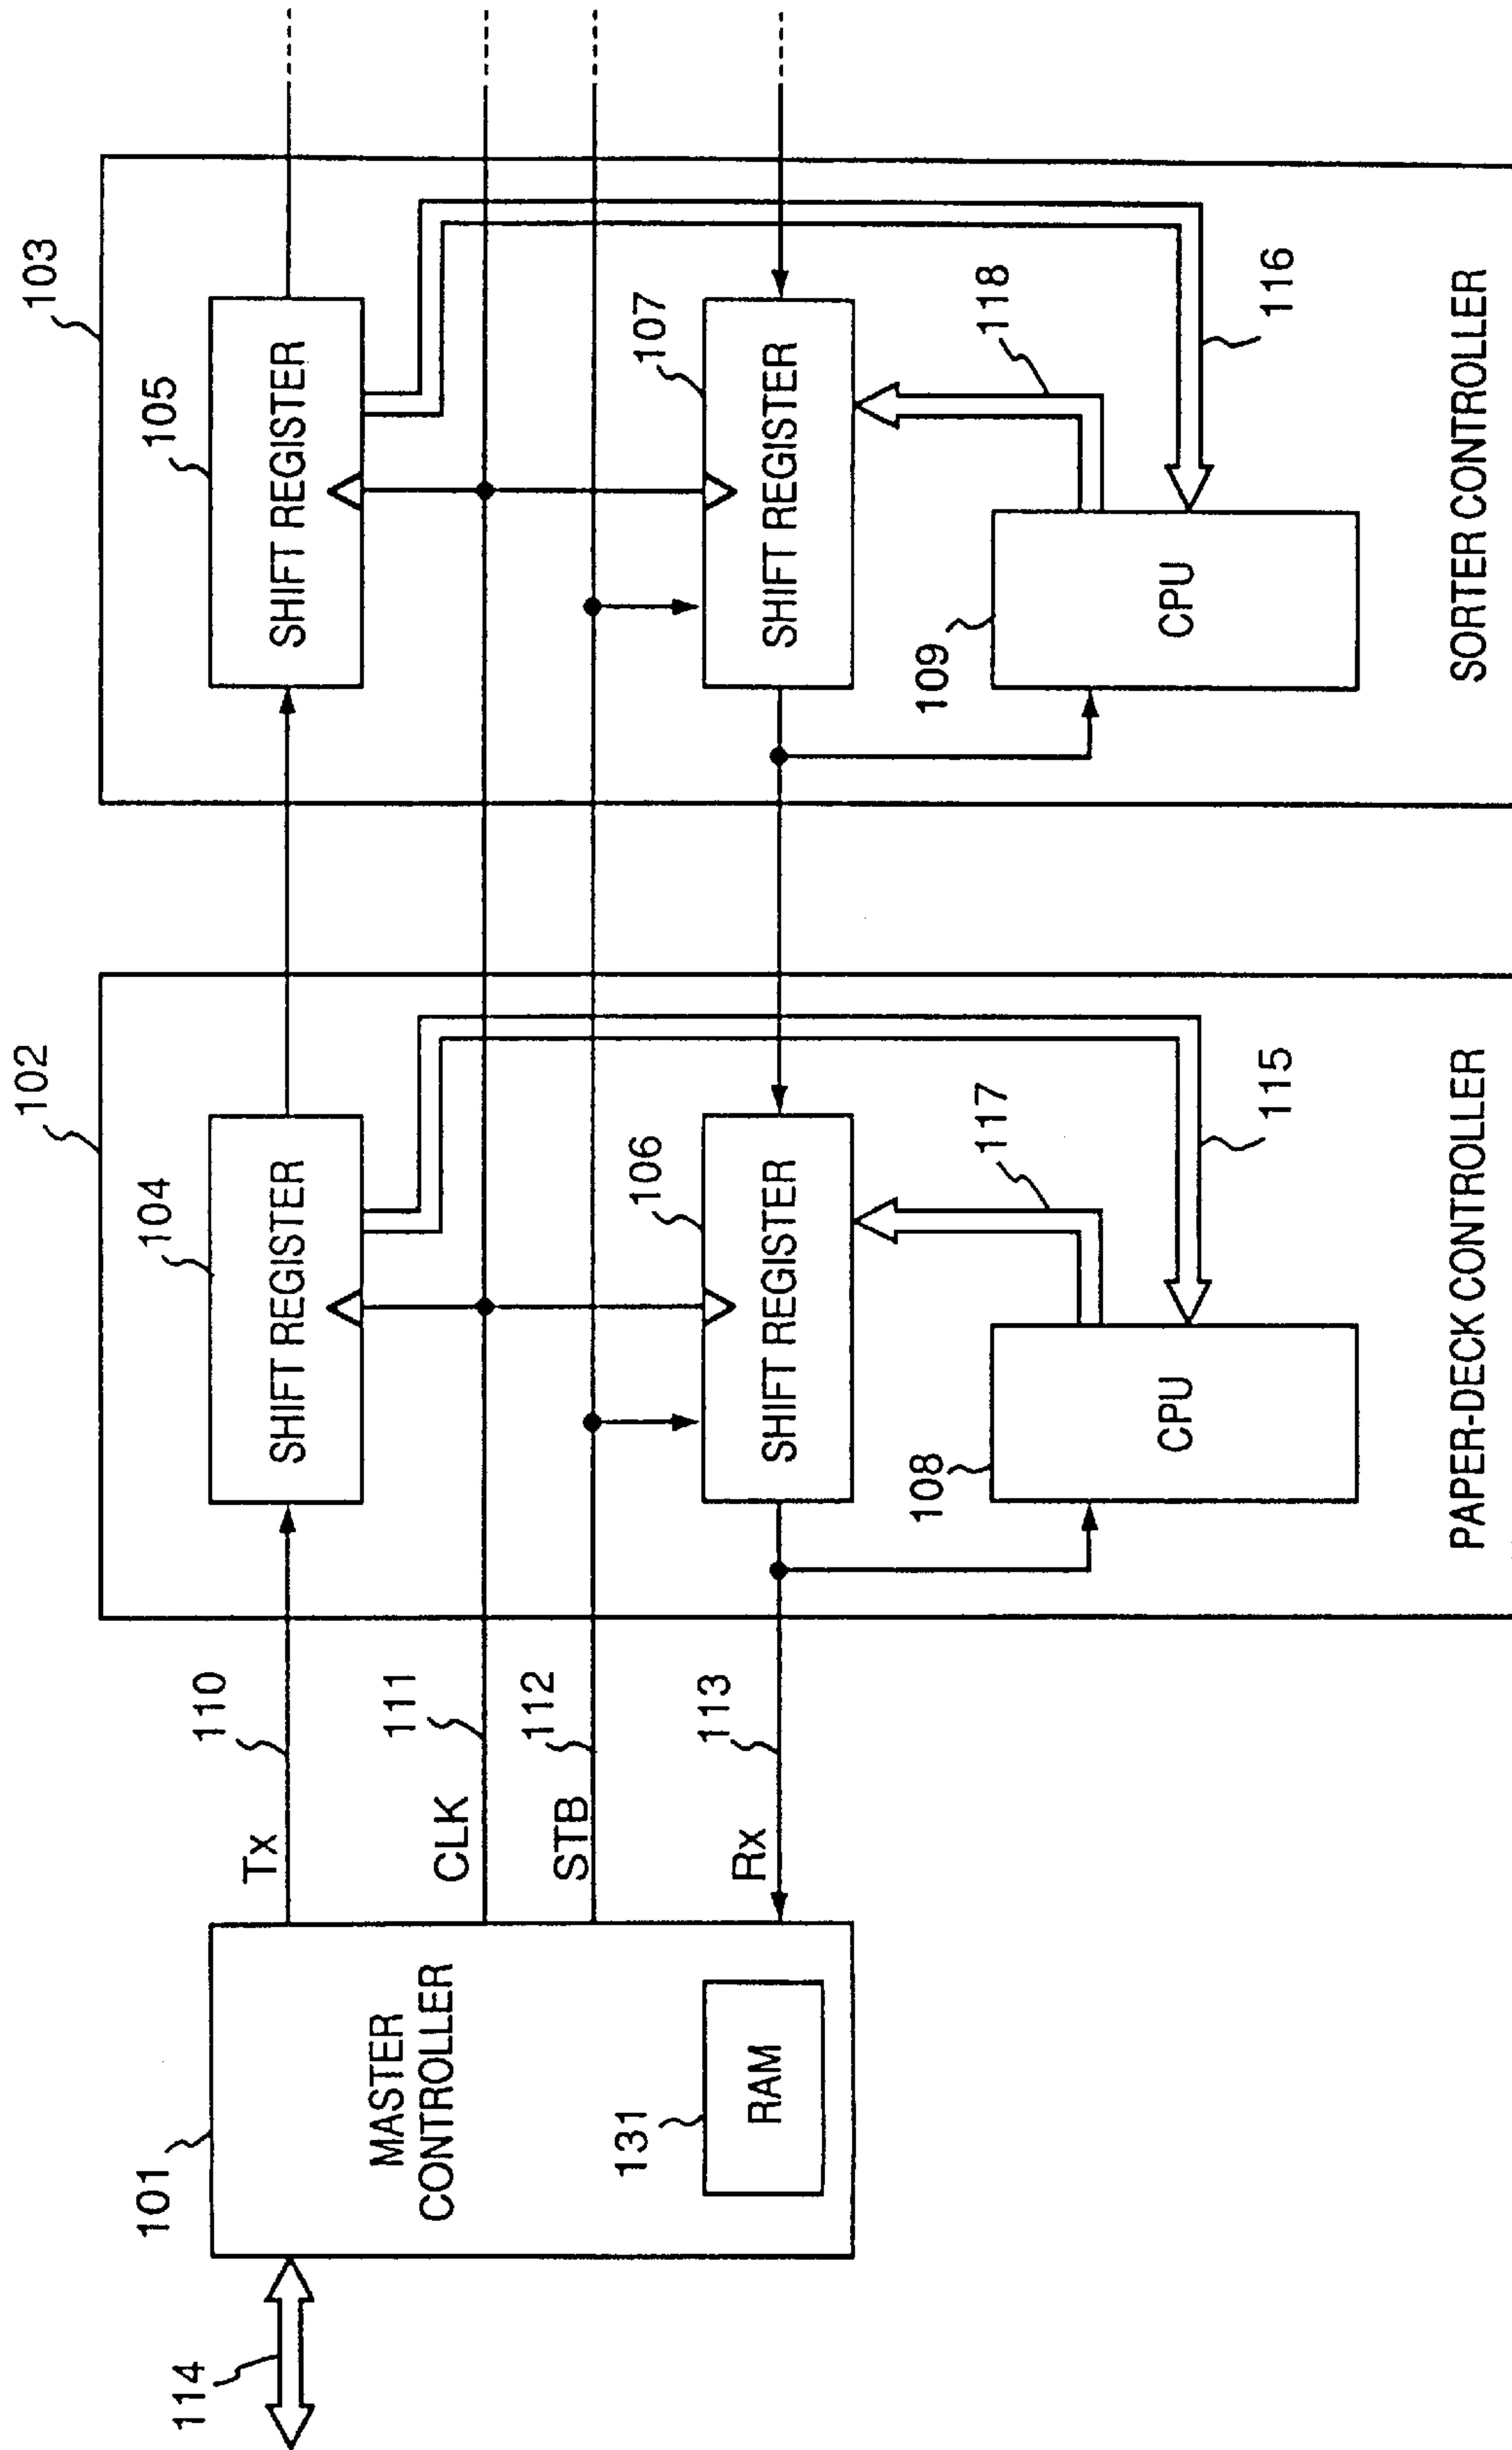 114
101
MASTER
CONTROLLER
131
RAM
Tx
110
CLK
111
STB
112
Rx
113
102
104
SHIFT REGISTER
106
SHIFT REGISTER
117
108
CPU
115
PAPER-DECK CONTROLLER
103
105
SHIFT REGISTER
107
SHIFT REGISTER
118
109
CPU
116
SORTER CONTROLLER